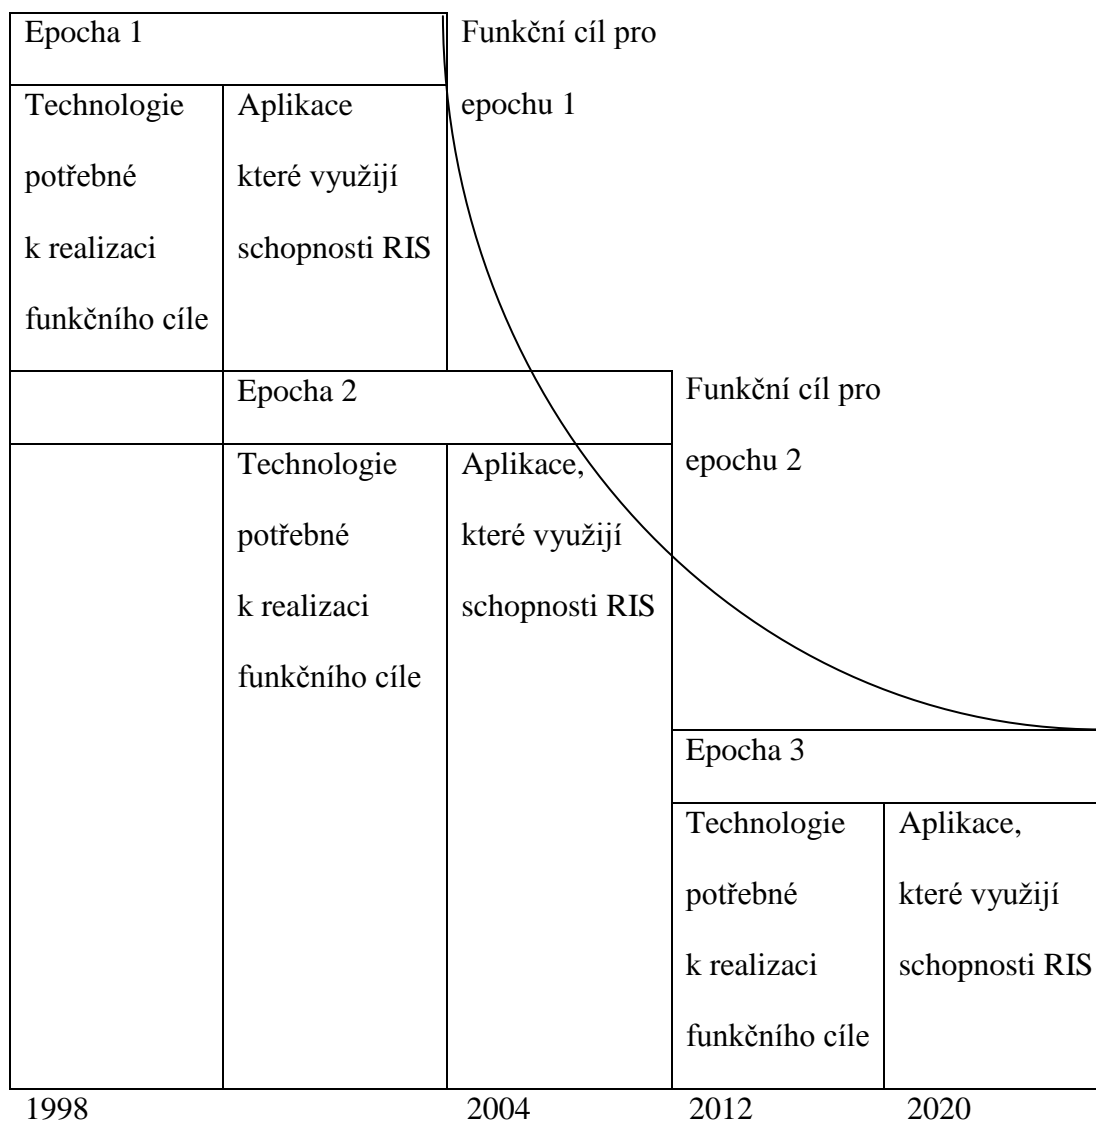 Epocha 1
Funkční cíl pro
epochu 1
Technologie
potřebné
k realizaci
funkčního cíle
Aplikace
které využijí
schopnosti RIS
Epocha 2
Funkční cíl pro
epochu 2
Technologie
potřebné
k realizaci
funkčního cíle
Aplikace,
které využijí
schopnosti RIS
Epocha 3
Technologie
potřebné
k realizaci
funkčního cíle
Aplikace,
které využijí
schopnosti RIS
1998 2004 2012 2020